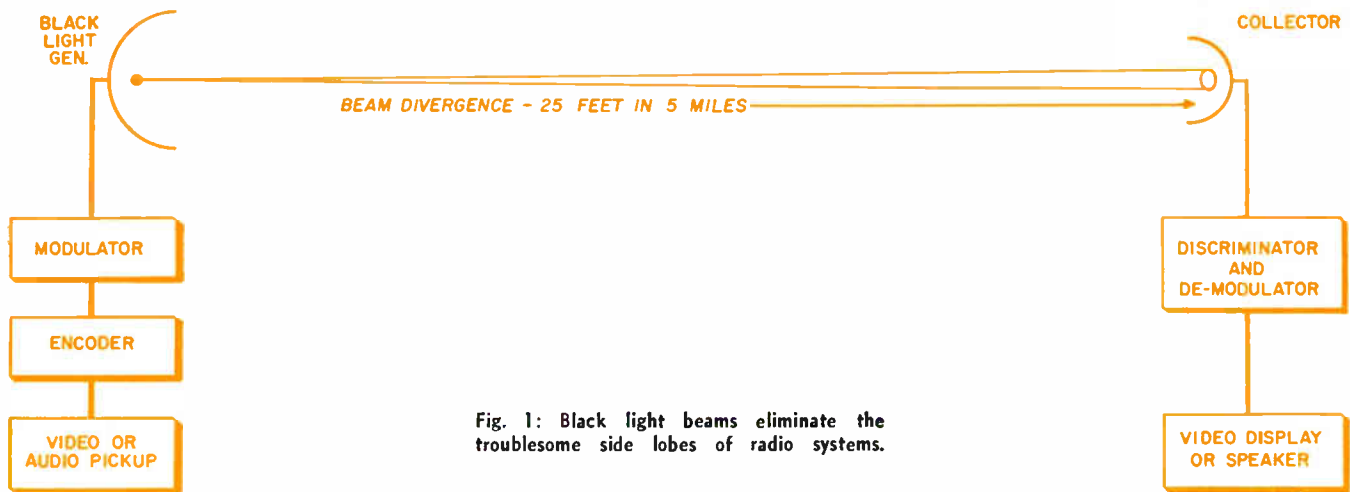 BLACK
LIGHT
GEN.
COLLECTOR
BEAM DIVERGENCE - 25 FEET IN 5 MILES
MODULATOR
ENCODER
VIDEO OR
AUDIO PICKUP
DISCRIMINATOR
AND
DE-MODULATOR
VIDEO DISPLAY
OR SPEAKER
Fig. 1: Black light beams eliminate the
troublesome side lobes of radio systems.